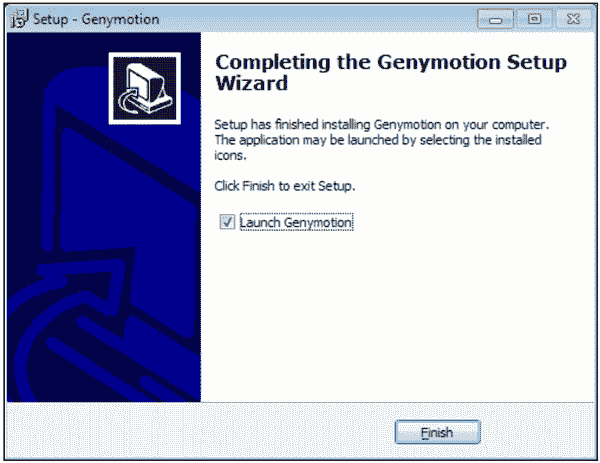 Setup - Genymotion
Completing the Genymotion Setup
Wizard
Setup has finished installing Genymotion on your computer.
The application may be launched by selecting the installed
icons.
Click Finish to exit Setup.
Launch Genymotion
Finish